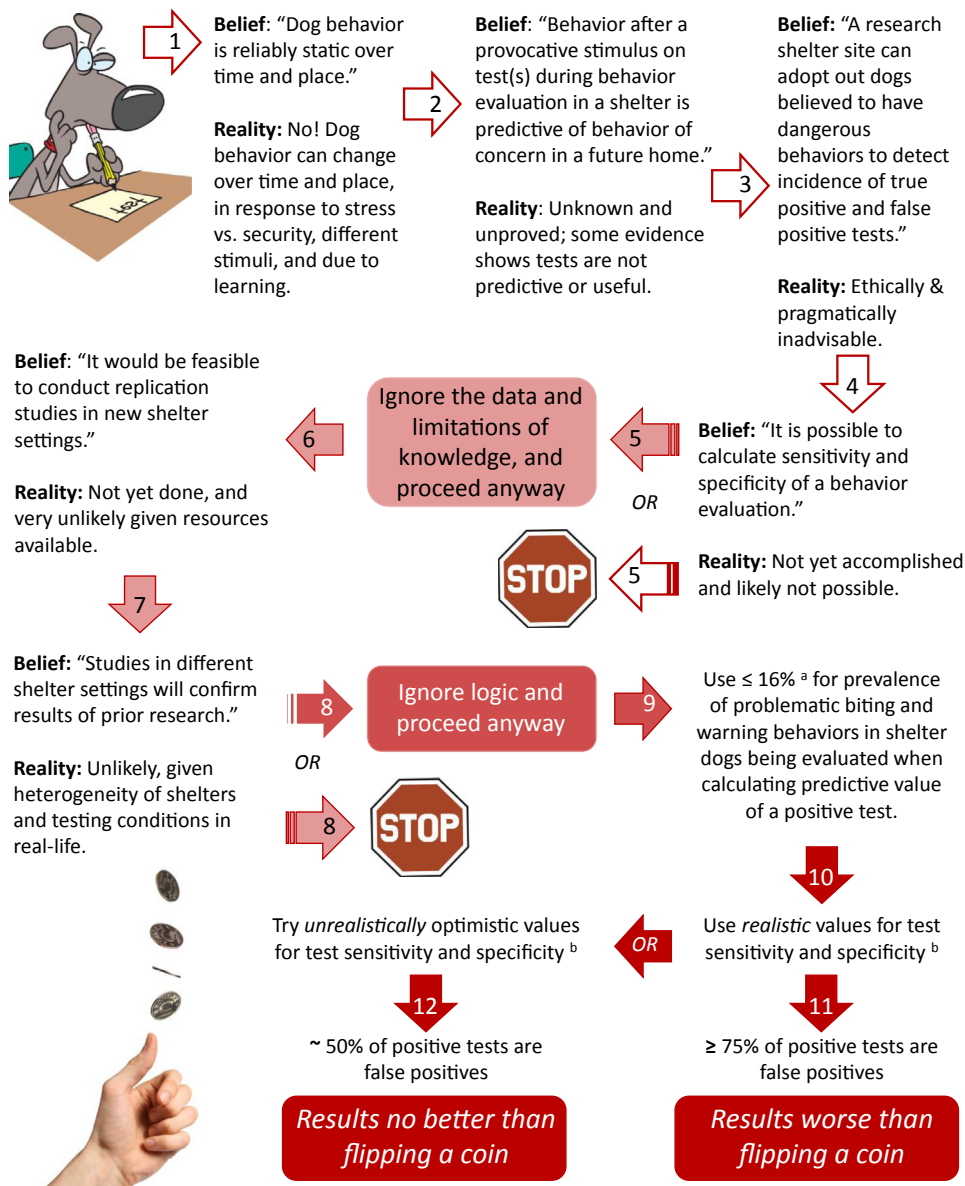 1
Belief: “Dog behavior
is reliably static over
time and place.”
Reality: No! Dog
behavior can change
over time and place,
in response to stress
vs. security, different
stimuli, and due to
learning.
test
2
Belief: “Behavior after a
provocative stimulus on
test(s) during behavior
evaluation in a shelter is
predictive of behavior of
concern in a future home.”
Reality: Unknown and
unproved; some evidence
shows tests are not
predictive or useful.
3
Belief: “A research
shelter site can
adopt out dogs
believed to have
dangerous
behaviors to detect
incidence of true
positive and false
positive tests.”
Reality: Ethically &
pragmatically
inadvisable.
4
Belief: “It is possible to
calculate sensitivity and
specificity of a behavior
evaluation.”
Reality: Not yet accomplished
and likely not possible.
5
OR
5
STOP
Ignore the data and
limitations of
knowledge, and
proceed anyway
6
Belief: “It would be feasible
to conduct replication
studies in new shelter
settings.”
Reality: Not yet done, and
very unlikely given resources
available.
7
Belief: “Studies in different
shelter settings will confirm
results of prior research.”
Reality: Unlikely, given
heterogeneity of shelters
and testing conditions in
real-life.
8
OR
8
STOP
Ignore logic and
proceed anyway
9
Use ≤ 16% a for prevalence
of problematic biting and
warning behaviors in shelter
dogs being evaluated when
calculating predictive value
of a positive test.
10
Use realistic values for test
sensitivity and specificity b
OR
Try unrealistically optimistic values
for test sensitivity and specificity b
11
≥ 75% of positive tests are
false positives
Results worse than
flipping a coin
12
~ 50% of positive tests are
false positives
Results no better than
flipping a coin